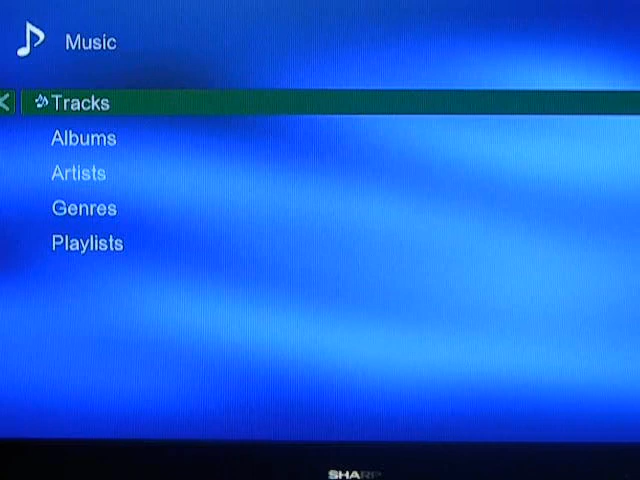 Music
Tracks
Albums
Artists
Genres
Playlists
SHARP